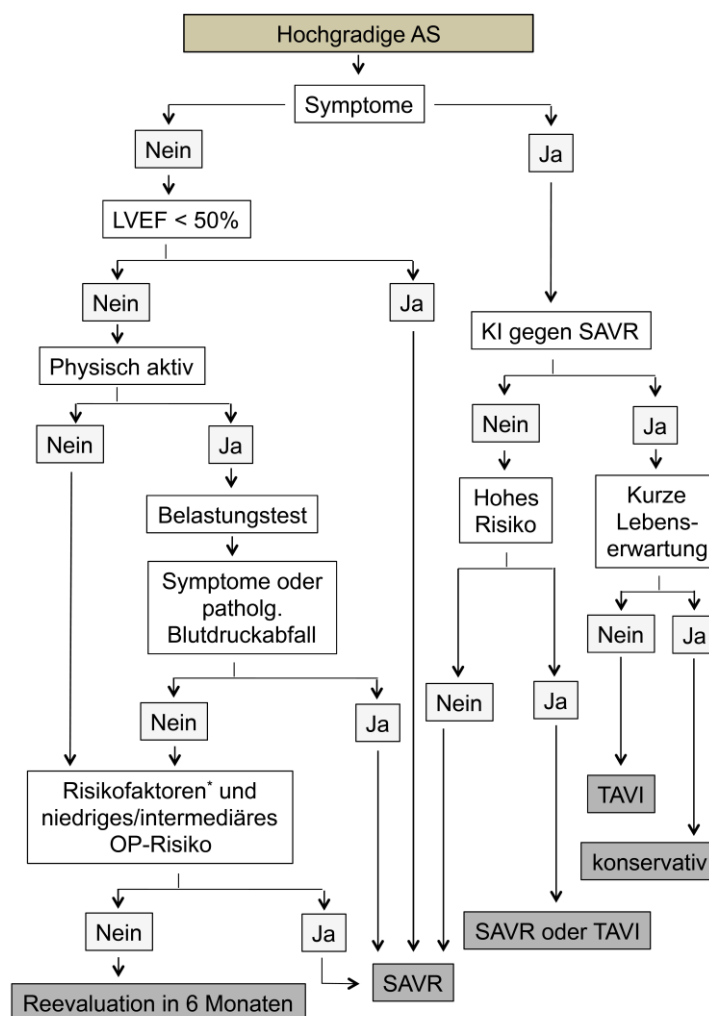 Hochgradige AS
Symptome
Nein
Ja
LVEF < 50%
Nein
Ja
KI gegen SAVR
Physisch aktiv
Nein
Ja
Nein
Ja
Hohes
Risiko
Kurze
Lebens-
erwartung
Belastungstest
Symptome oder
patholg.
Blutdruckabfall
Nein
Ja
Nein
Ja
Nein
Ja
Risikofaktoren* und
niedriges/intermediäres
OP-Risiko
TAVI
konservativ
Nein
Ja
SAVR oder TAVI
SAVR
Reevaluation in 6 Monaten